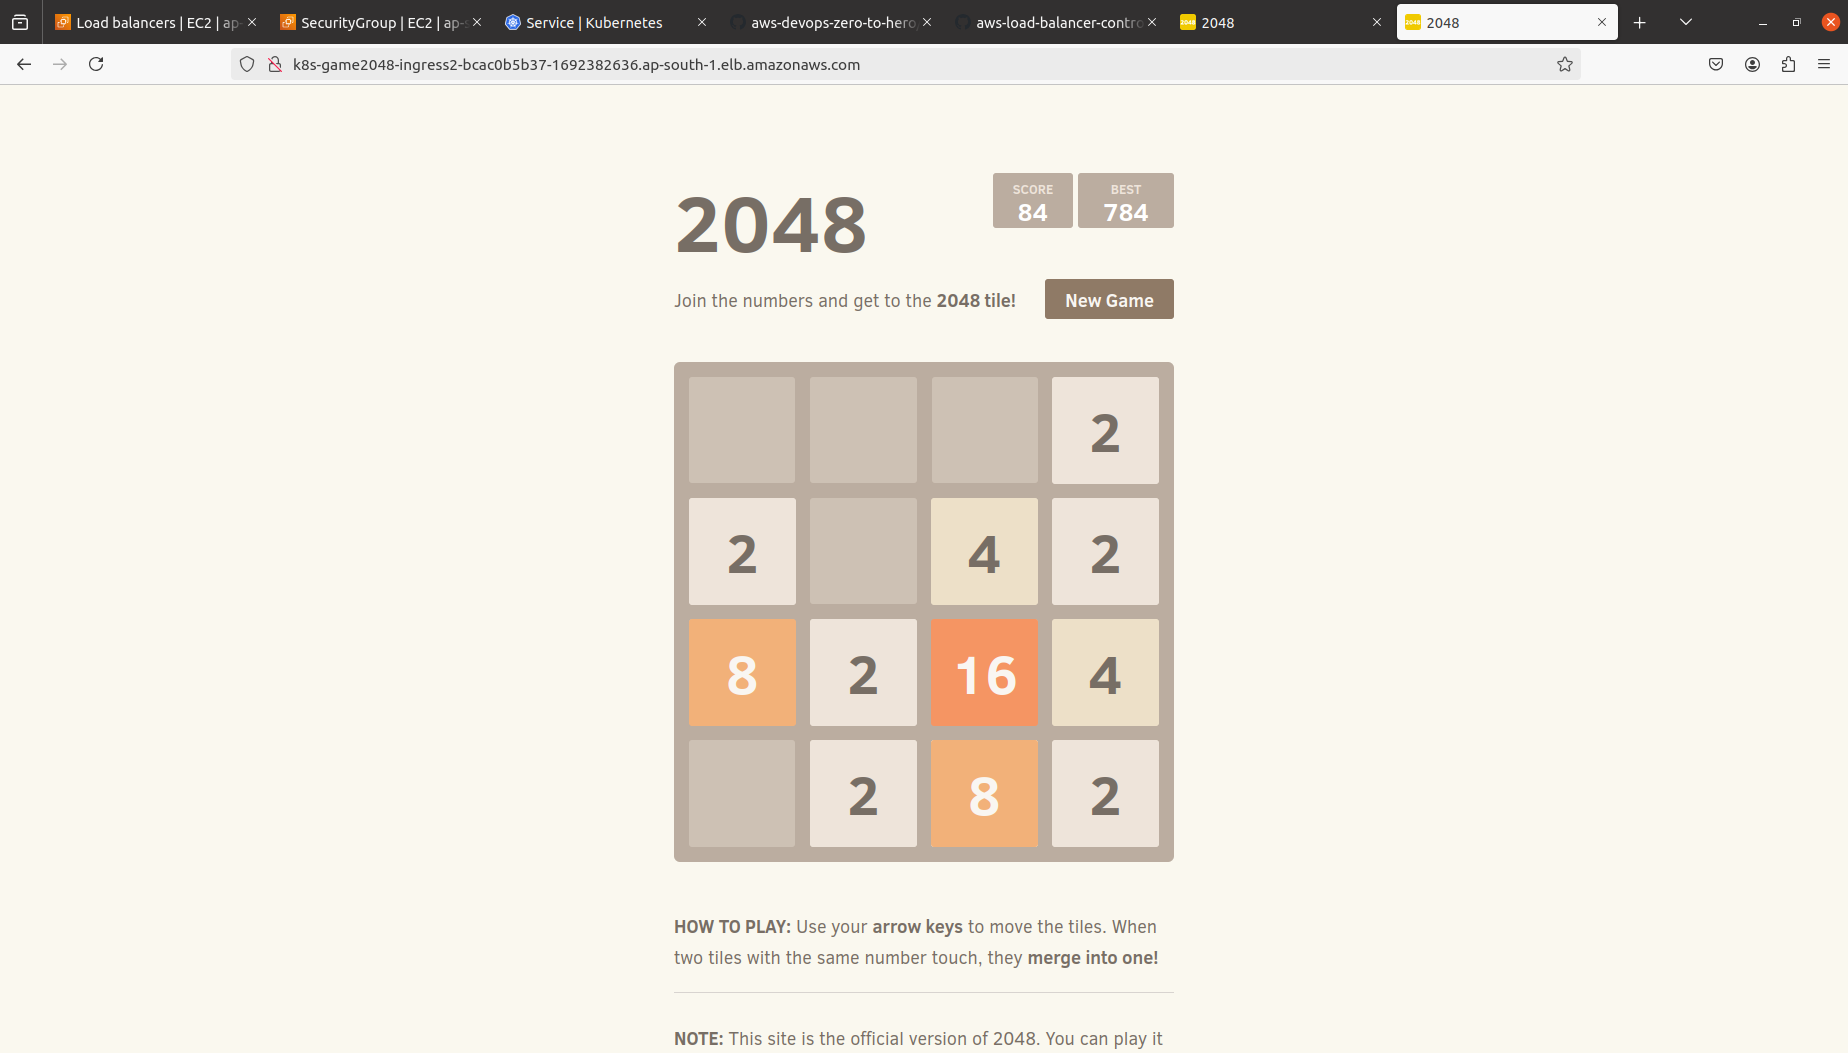 Load balancers | EC2 | ap-
SecurityGroup | EC2 | ap-s
Service | Kubernetes
aws-devops-zero-to-hero
aws-load-balancer-contro
2048
2048
k8s-game2048-ingress2-bcac0b5b37-1692382636.ap-south-1.elb.amazonaws.com
2048
SCORE
84
BEST
784
Join the numbers and get to the 2048 tile!
New Game
2
2 4 2
8 2 16 4
2 8 2
HOW TO PLAY: Use your arrow keys to move the tiles. When
two tiles with the same number touch, they merge into one!
NOTE: This site is the official version of 2048. You can play it